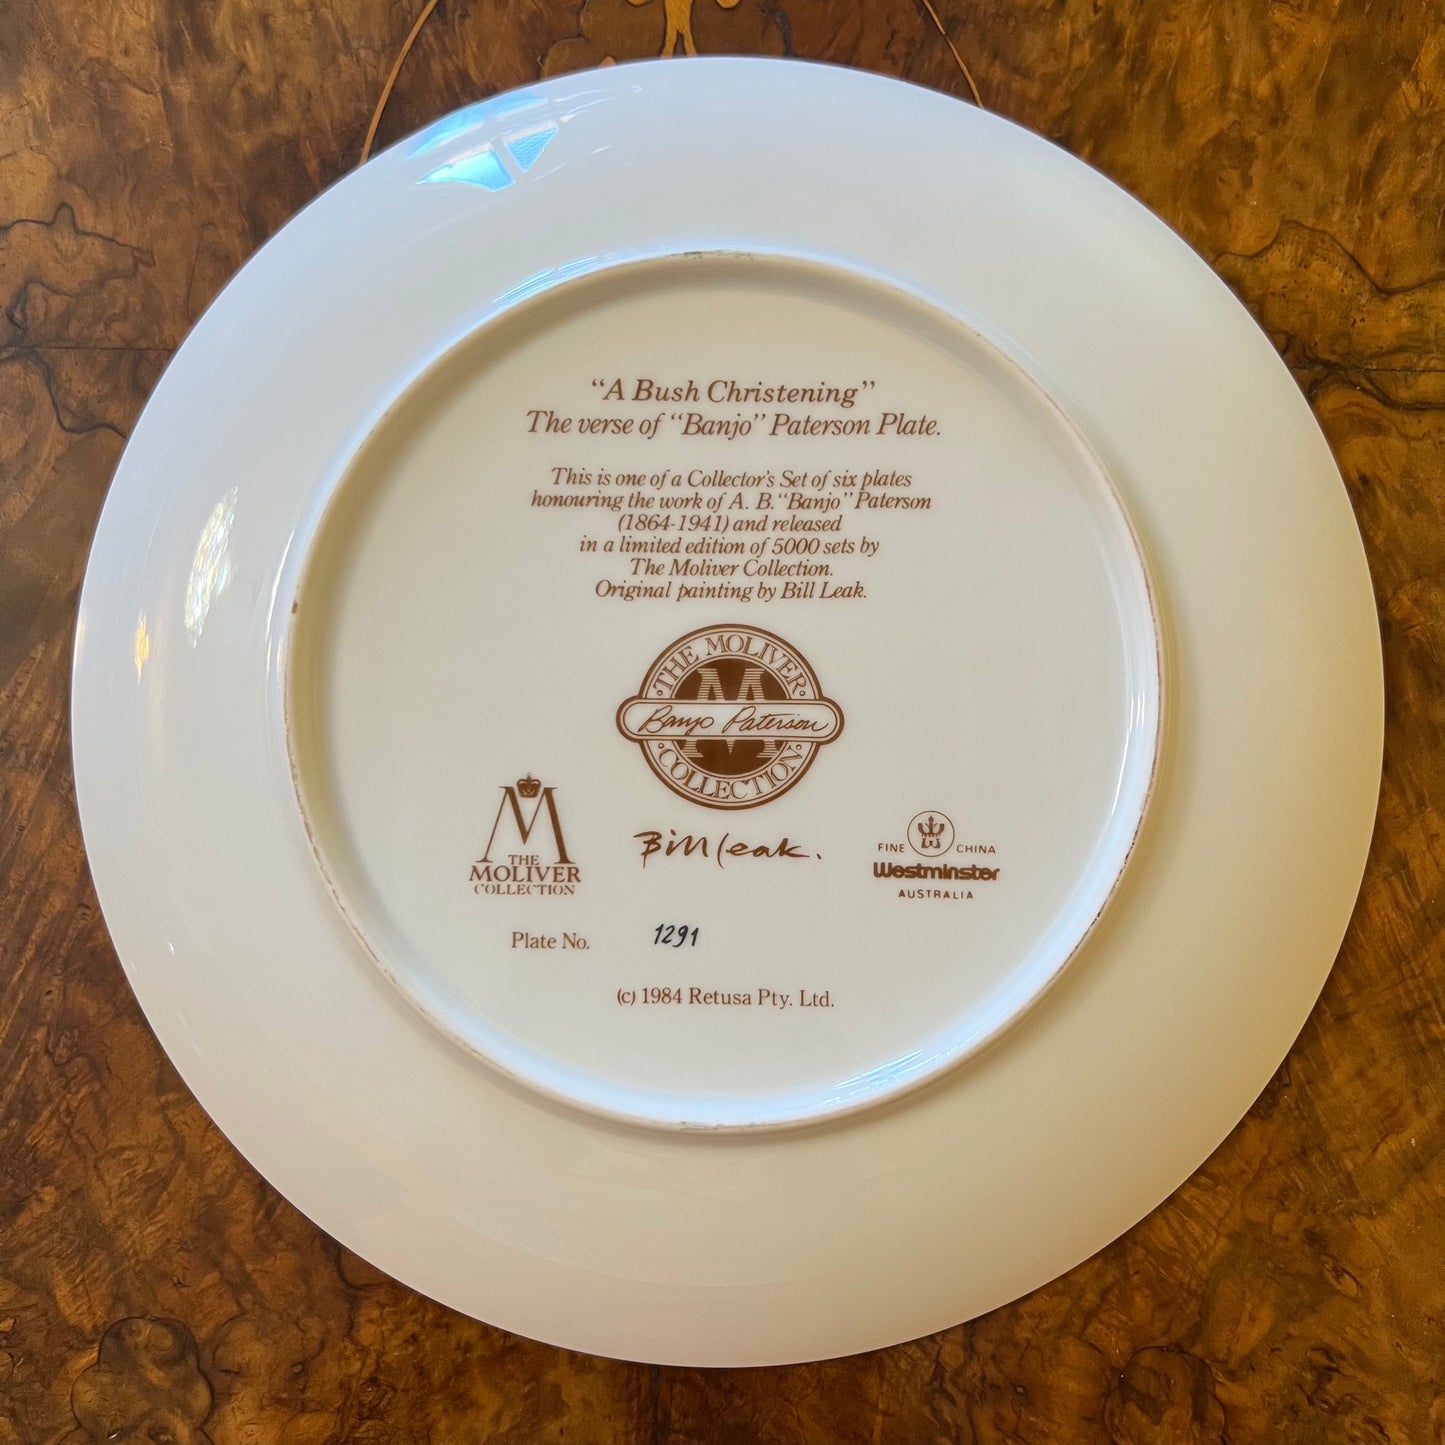 “A Bush Christening”
The verse of “Banjo” Paterson Plate.
This is one of a Collector's Set of six plates
honouring the work of A. B. “Banjo” Paterson
(1864-1941) and released
in a limited edition of 5000 sets by
The Moliver Collection.
Original painting by Bill Leak.
THE MOLIVER
M
Banjo Paterson
COLLECTION
M
THE
MOLIVER
COLLECTION
Bill Leak.
FINE CHINA
Westminster
AUSTRALIA
Plate No. 1291
(c) 1984 Retusa Pty. Ltd.